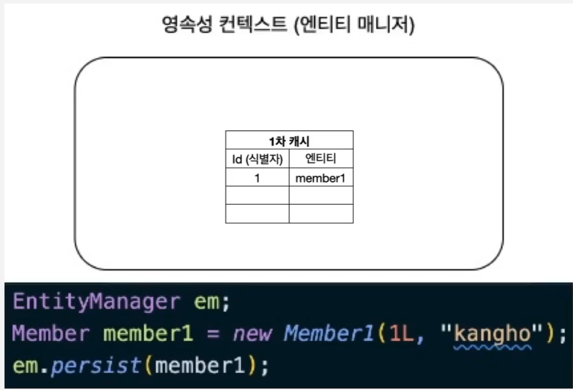 영속성 컨텍스트 (엔티티 매니저)
1차 캐시
Id (식별자) 엔티티
1 member1
EntityManager em;
Member member1 = new Member1(1L, "kangho");
em.persist(member1);